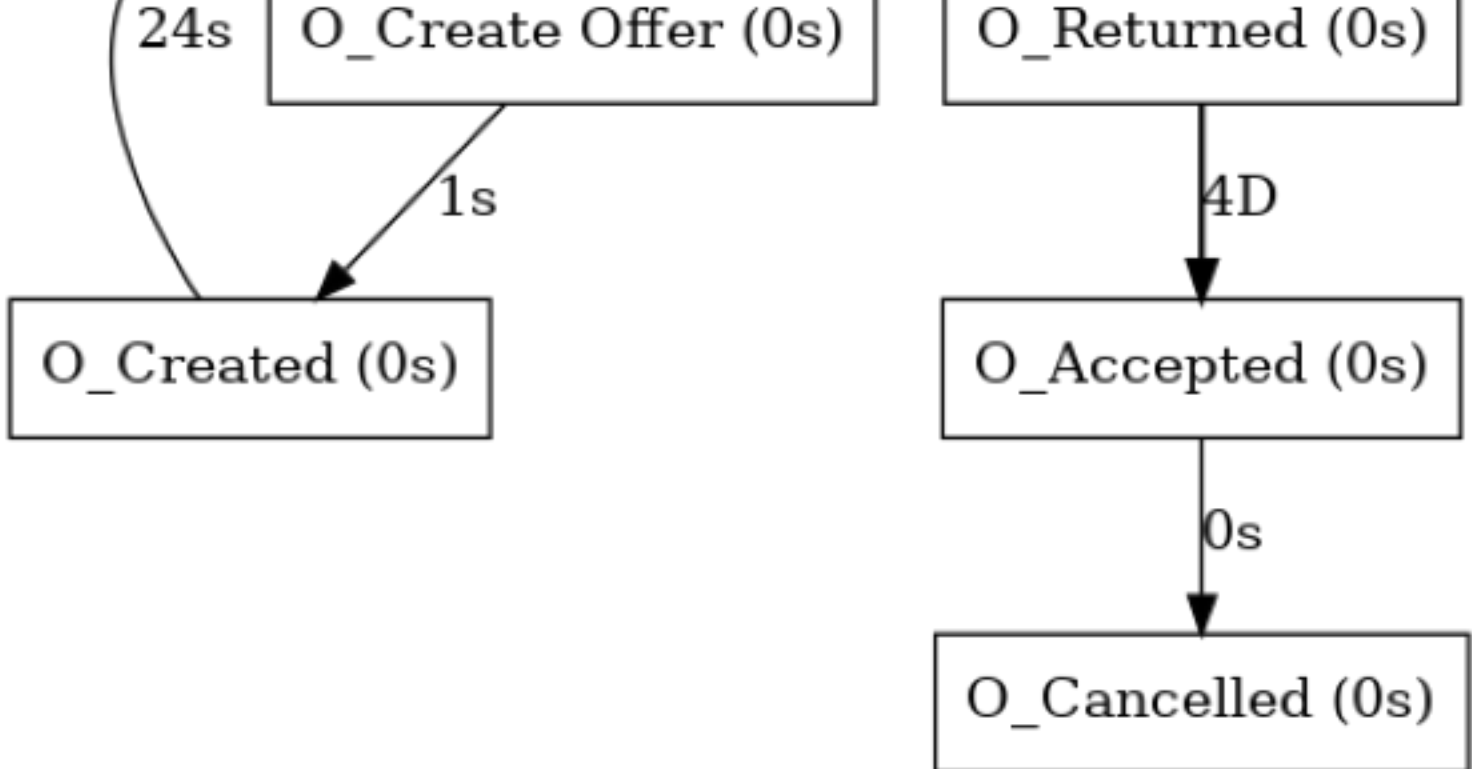 24s
O_Create Offer (0s)
O_Returned (0s)
1s
4D
O_Created (0s)
O_Accepted (0s)
0s
O_Cancelled (0s)